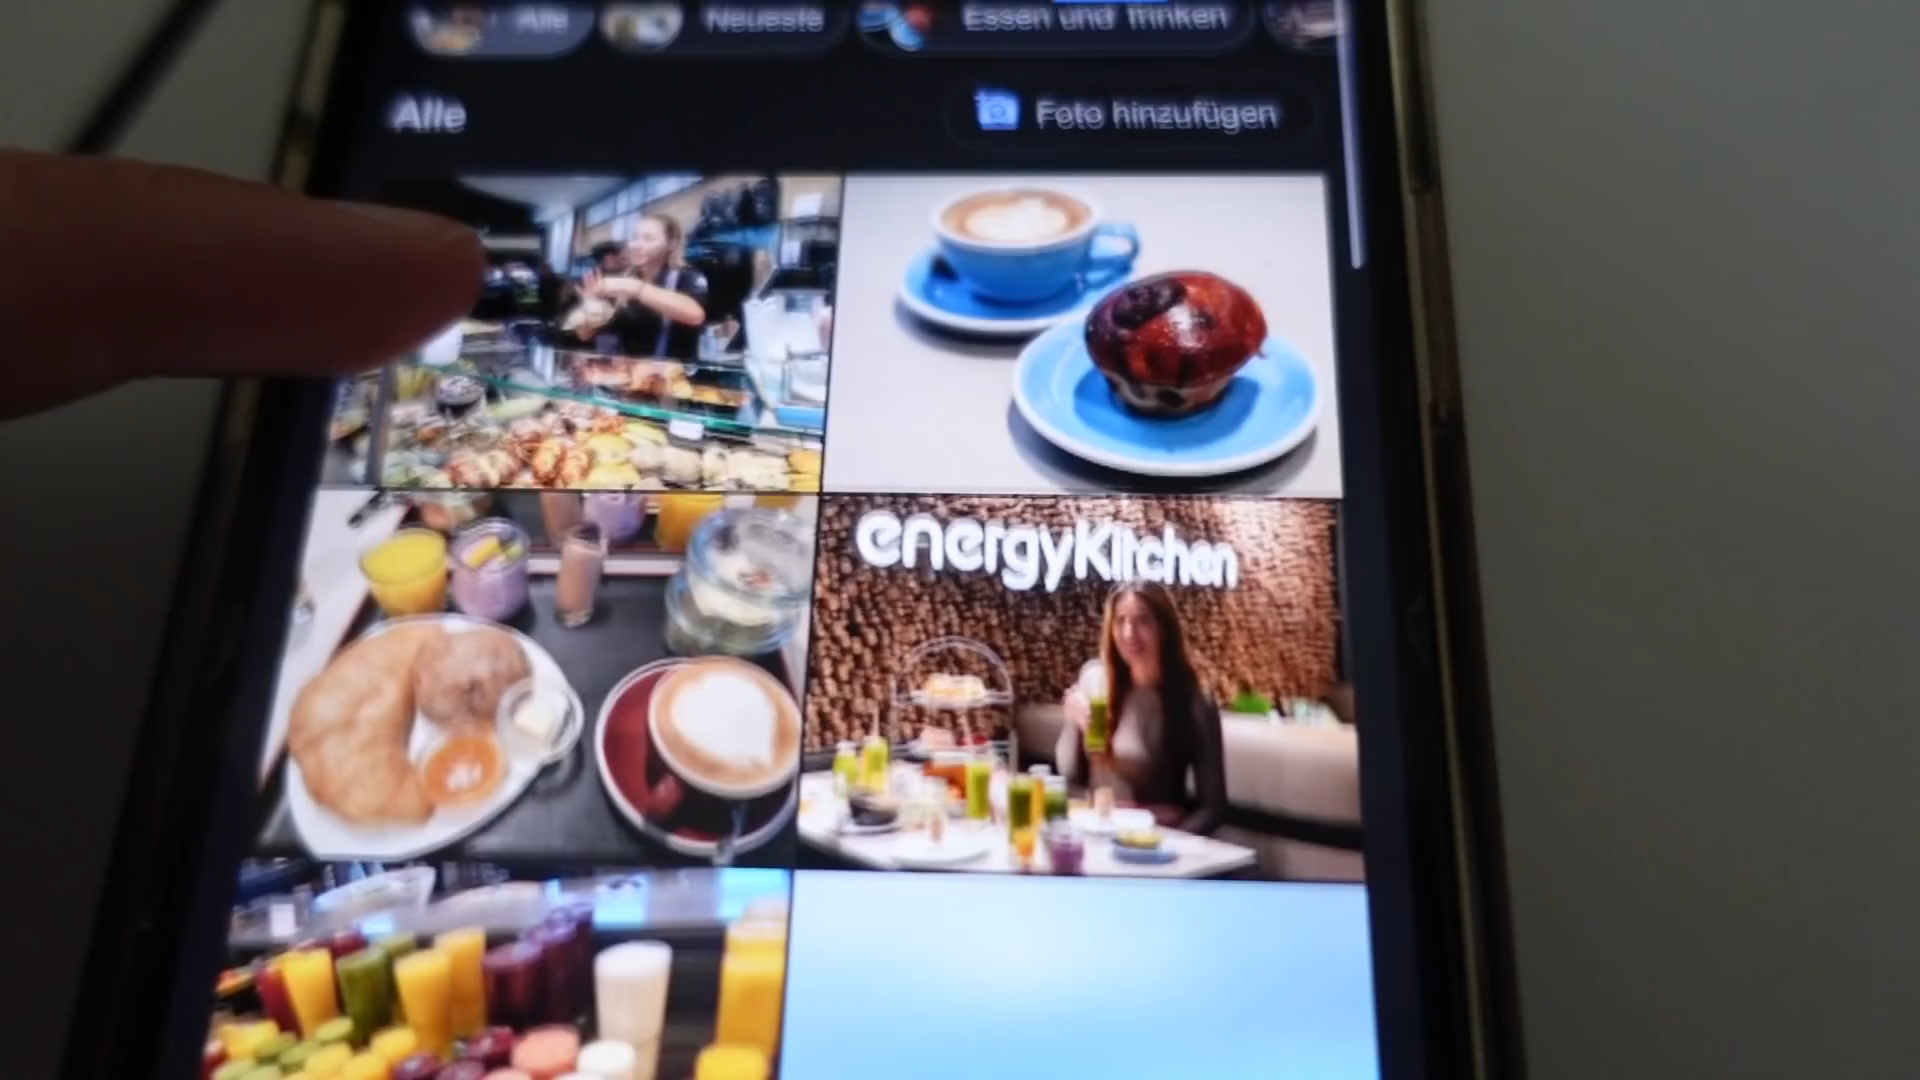 Alle
Neueste
Essen und Trinken
Alle
Foto hinzufügen
energyKitchen